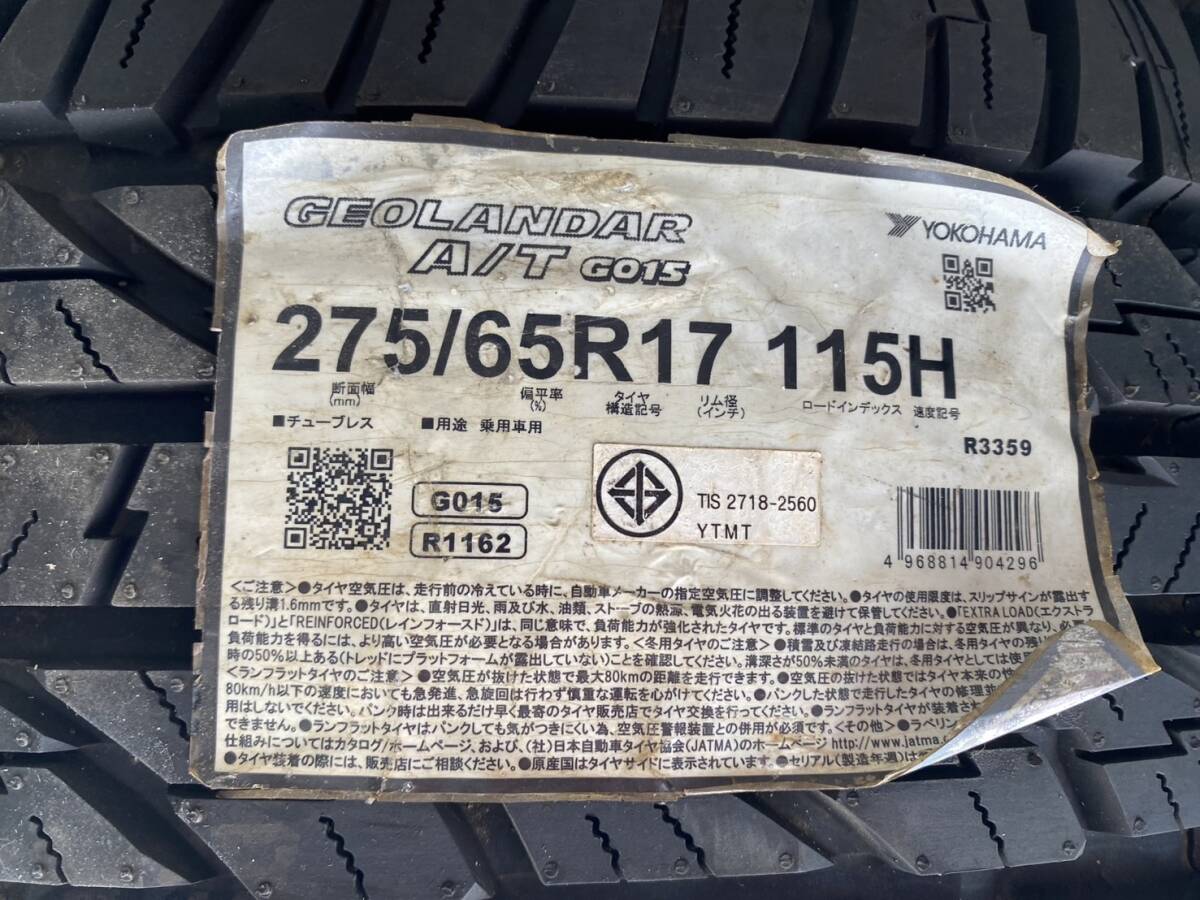 GEOLANDAR
A/T G015
YOKOHAMA
275/65R17 115H
断面幅
(mm)
偏平率
(%)
タイヤ
構造記号
リム径
(インチ)
ロードインデックス 速度記号
■チューブレス ■用途 乗用車用
R3359
G015
R1162
TIS 2718-2560
YTMT
4 968814 904296
<ご注意>●タイヤ空気圧は、走行前の冷えている時に、自動車メーカーの指定空気圧に調整してください。●タイヤの使用限度は、スリップサインが露出す
る残り溝1.6mmです。●タイヤは、直射日光、雨及び水、油類、ストーブの熱源、電気火花の出る装置を避けて保管してください。●「EXTRA LOAD(エクストラ
ロード)」と「REINFORCED(レインフォースド)」は、同じ意味で、負荷能力が強化されたタイヤです。標準のタイヤと負荷能力に対する空気圧が異なり、必要
負荷能力を得るには、より高い空気圧が必要となる場合があります。<冬用タイヤのご注意>●積雪及び凍結路走行の場合は、冬用タイヤの残り
時の50%以上ある(トレッドにプラットフォームが露出していない)ことを確認してください。溝深さが50%未満のタイヤは、冬用タイヤとしては使用
<ランフラットタイヤのご注意>●空気圧が抜けた状態で最大80kmの距離を走行できます。●空気圧の抜けた状態ではタイヤ本来の性
80km/h以下の速度においても急発進、急旋回は行わず慎重な運転を心がけてください。●パンクした状態で走行したタイヤの修理並
用はしないでください。パンク時は出来るだけ早く最寄のタイヤ販売店でタイヤ交換を行ってください。●ランフラットタイヤが装着され
できません。●ランフラットタイヤはパンクしても気がつきにくい為、空気圧警報装置との併用が必須です。<その他>●ラベリン
仕組みについてはカタログ/ホームページ、および、(社)日本自動車タイヤ協会(JATMA)のホームページ http://www.jatma.
●タイヤ装着の際には、販売店にご相談ください。●原産国はタイヤサイドに表示されています。●セリアル(製造年週)は